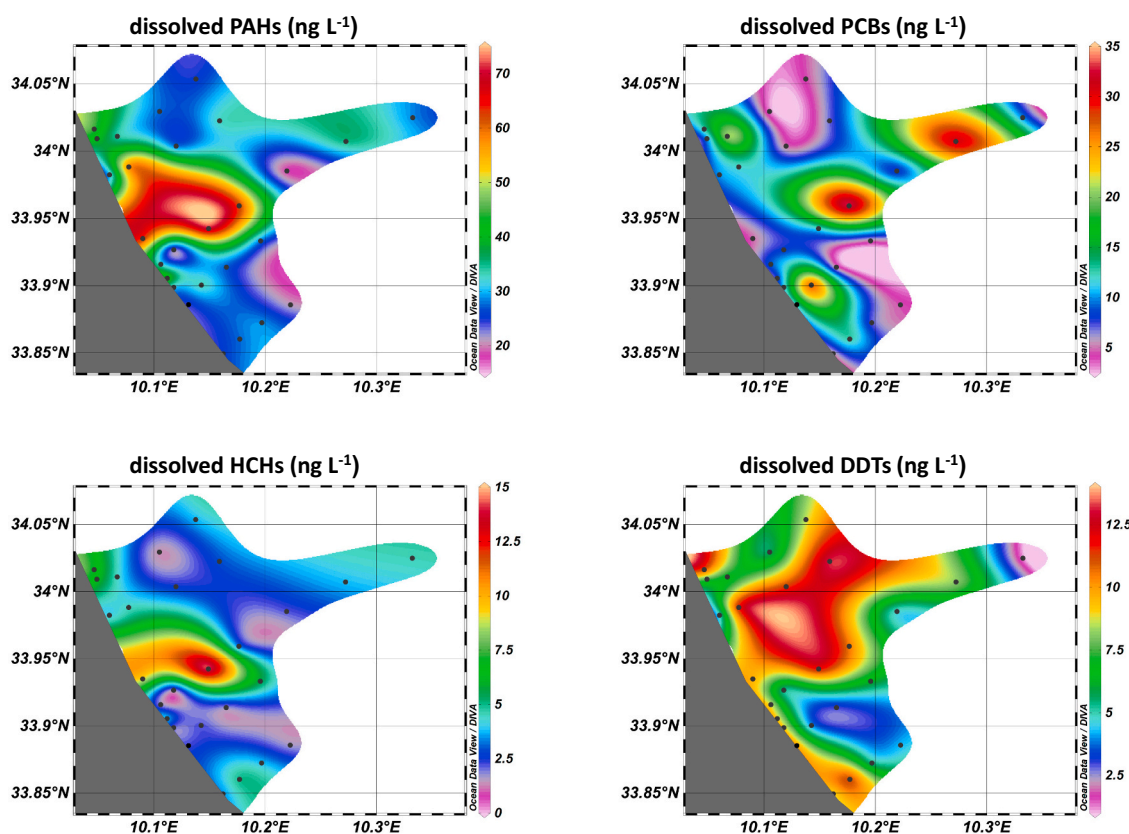 dissolved PAHs (ng L⁻¹)
34.05°N
34°N
33.95°N
33.9°N
33.85°N
10.1°E 10.2°E 10.3°E
70
60
50
40
30
20
Ocean Data View / DIVA
dissolved PCBs (ng L⁻¹)
34.05°N
34°N
33.95°N
33.9°N
33.85°N
10.1°E 10.2°E 10.3°E
35
30
25
20
15
10
5
Ocean Data View / DIVA
dissolved HCHs (ng L⁻¹)
34.05°N
34°N
33.95°N
33.9°N
33.85°N
10.1°E 10.2°E 10.3°E
15
12.5
10
7.5
5
2.5
0
Ocean Data View / DIVA
dissolved DDTs (ng L⁻¹)
34.05°N
34°N
33.95°N
33.9°N
33.85°N
10.1°E 10.2°E 10.3°E
12.5
10
7.5
5
2.5
Ocean Data View / DIVA